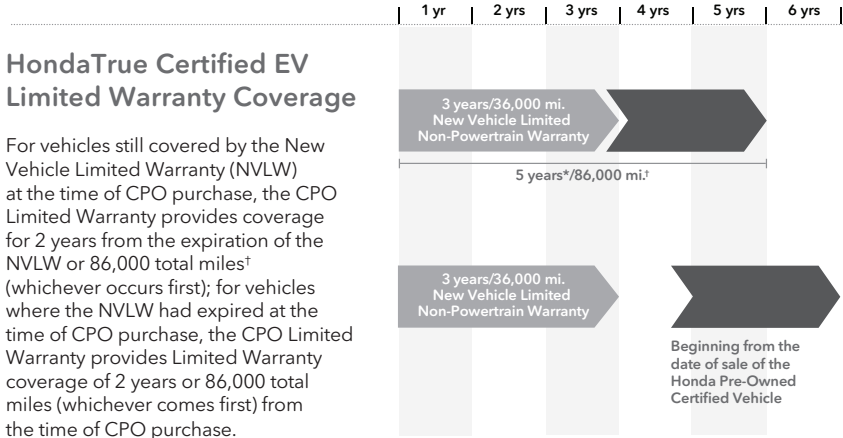 1 yr 2 yrs 3 yrs 4 yrs 5 yrs 6 yrs
HondaTrue Certified EV
Limited Warranty Coverage
For vehicles still covered by the New
Vehicle Limited Warranty (NVLW)
at the time of CPO purchase, the CPO
Limited Warranty provides coverage
for 2 years from the expiration of the
NVLW or 86,000 total miles†
(whichever occurs first); for vehicles
where the NVLW had expired at the
time of CPO purchase, the CPO Limited
Warranty provides Limited Warranty
coverage of 2 years or 86,000 total
miles (whichever comes first) from
the time of CPO purchase.
3 years/36,000 mi.
New Vehicle Limited
Non-Powertrain Warranty
5 years*/86,000 mi.†
3 years/36,000 mi.
New Vehicle Limited
Non-Powertrain Warranty
Beginning from the
date of sale of the
Honda Pre-Owned
Certified Vehicle